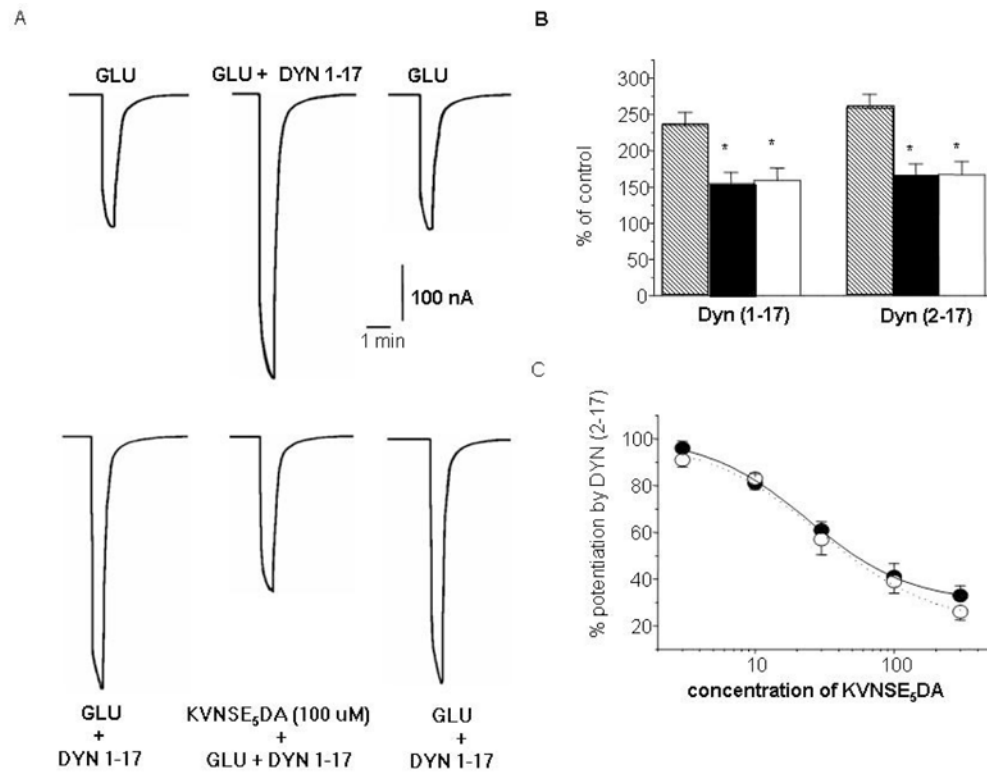 A
GLU
GLU + DYN 1-17
GLU
100 nA
1 min
GLU
+
DYN 1-17
KVNSE₅DA (100 uM)
+
GLU + DYN 1-17
GLU
+
DYN 1-17
B
% of control
300
250
200
150
100
50
0
* *
* *
Dyn (1-17)
Dyn (2-17)
C
% potentiation by DYN (2-17)
100
80
60
40
20
10
100
concentration of KVNSE₅DA